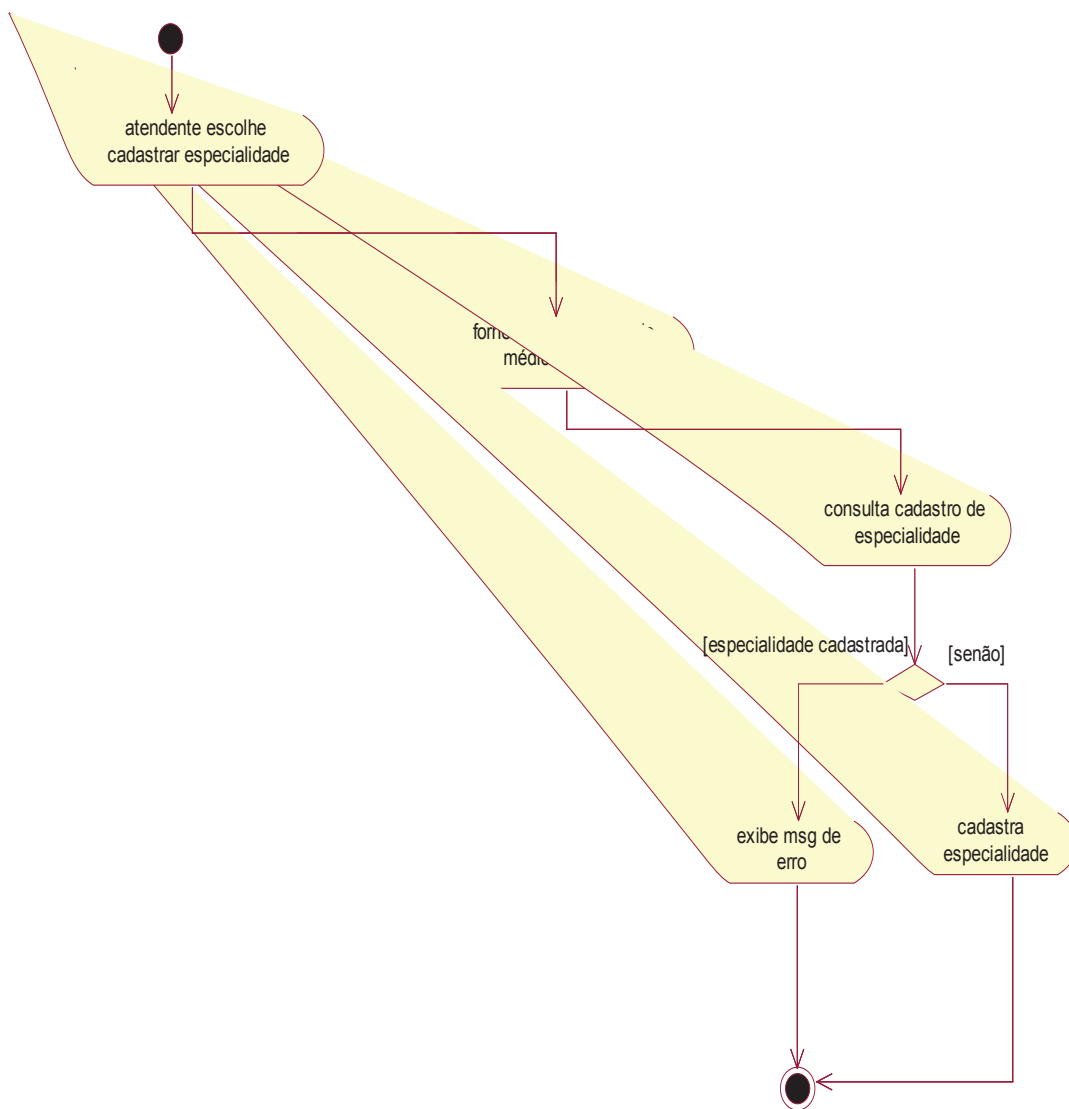 atendente escolhe
cadastrar especialidade
consulta cadastro de
especialidade
[especialidade cadastrada]
[senão]
exibe msg de
erro
cadastra
especialidade